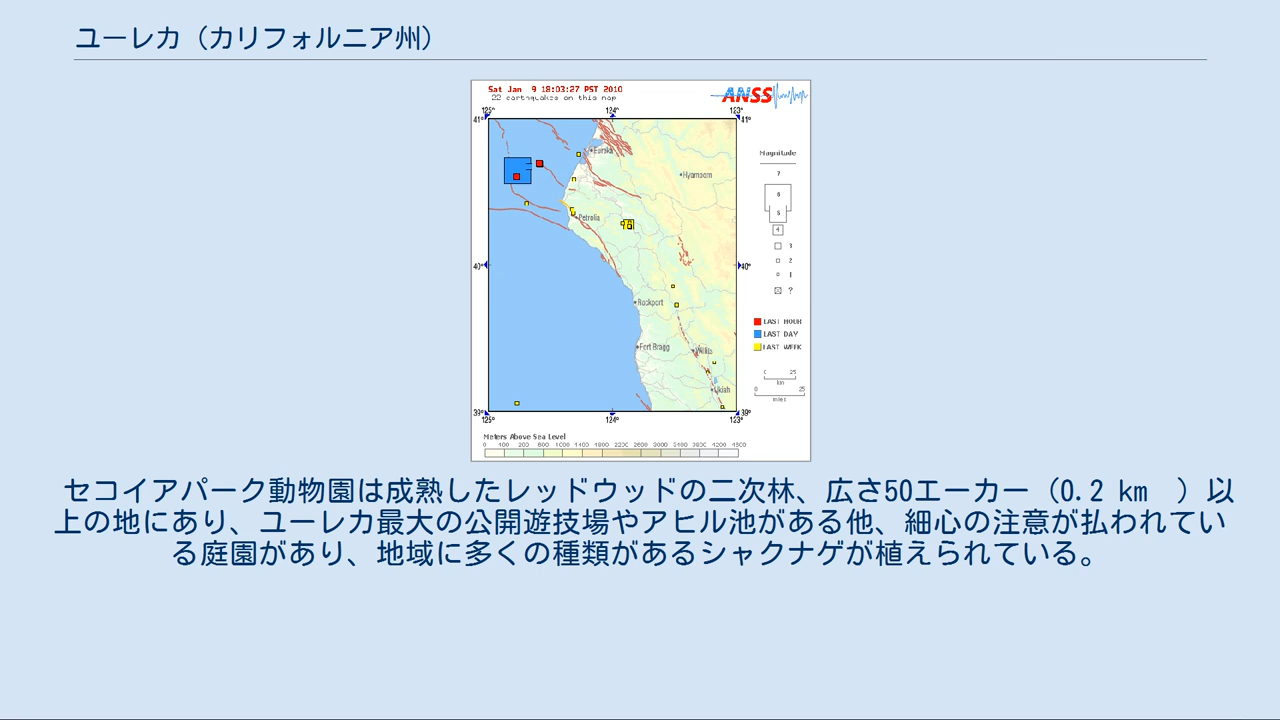 ユーレカ（カリフォルニア州）
Sat Jan 9 18:03:27 PST 2010
22 earthquakes on this map
ANSS
125° 124° 123°
41° 41°
Eureka
Hyampom
Petrolia
40° 40°
Rockport
Fort Bragg
Willits
Ukiah
39° 39°
125° 124° 123°
Magnitude
7
6
5
4
3
2
1
?
LAST HOUR
LAST DAY
LAST WEEK
0 25
km
0 25
miles
Meters Above Sea Level
セコイアパーク動物園は成熟したレッドウッドの二次林、広さ50エーカー（0.2 km ）以
上の地にあり、ユーレカ最大の公開遊技場やアヒル池がある他、細心の注意が払われてい
る庭園があり、地域に多くの種類があるシャクナゲが植えられている。